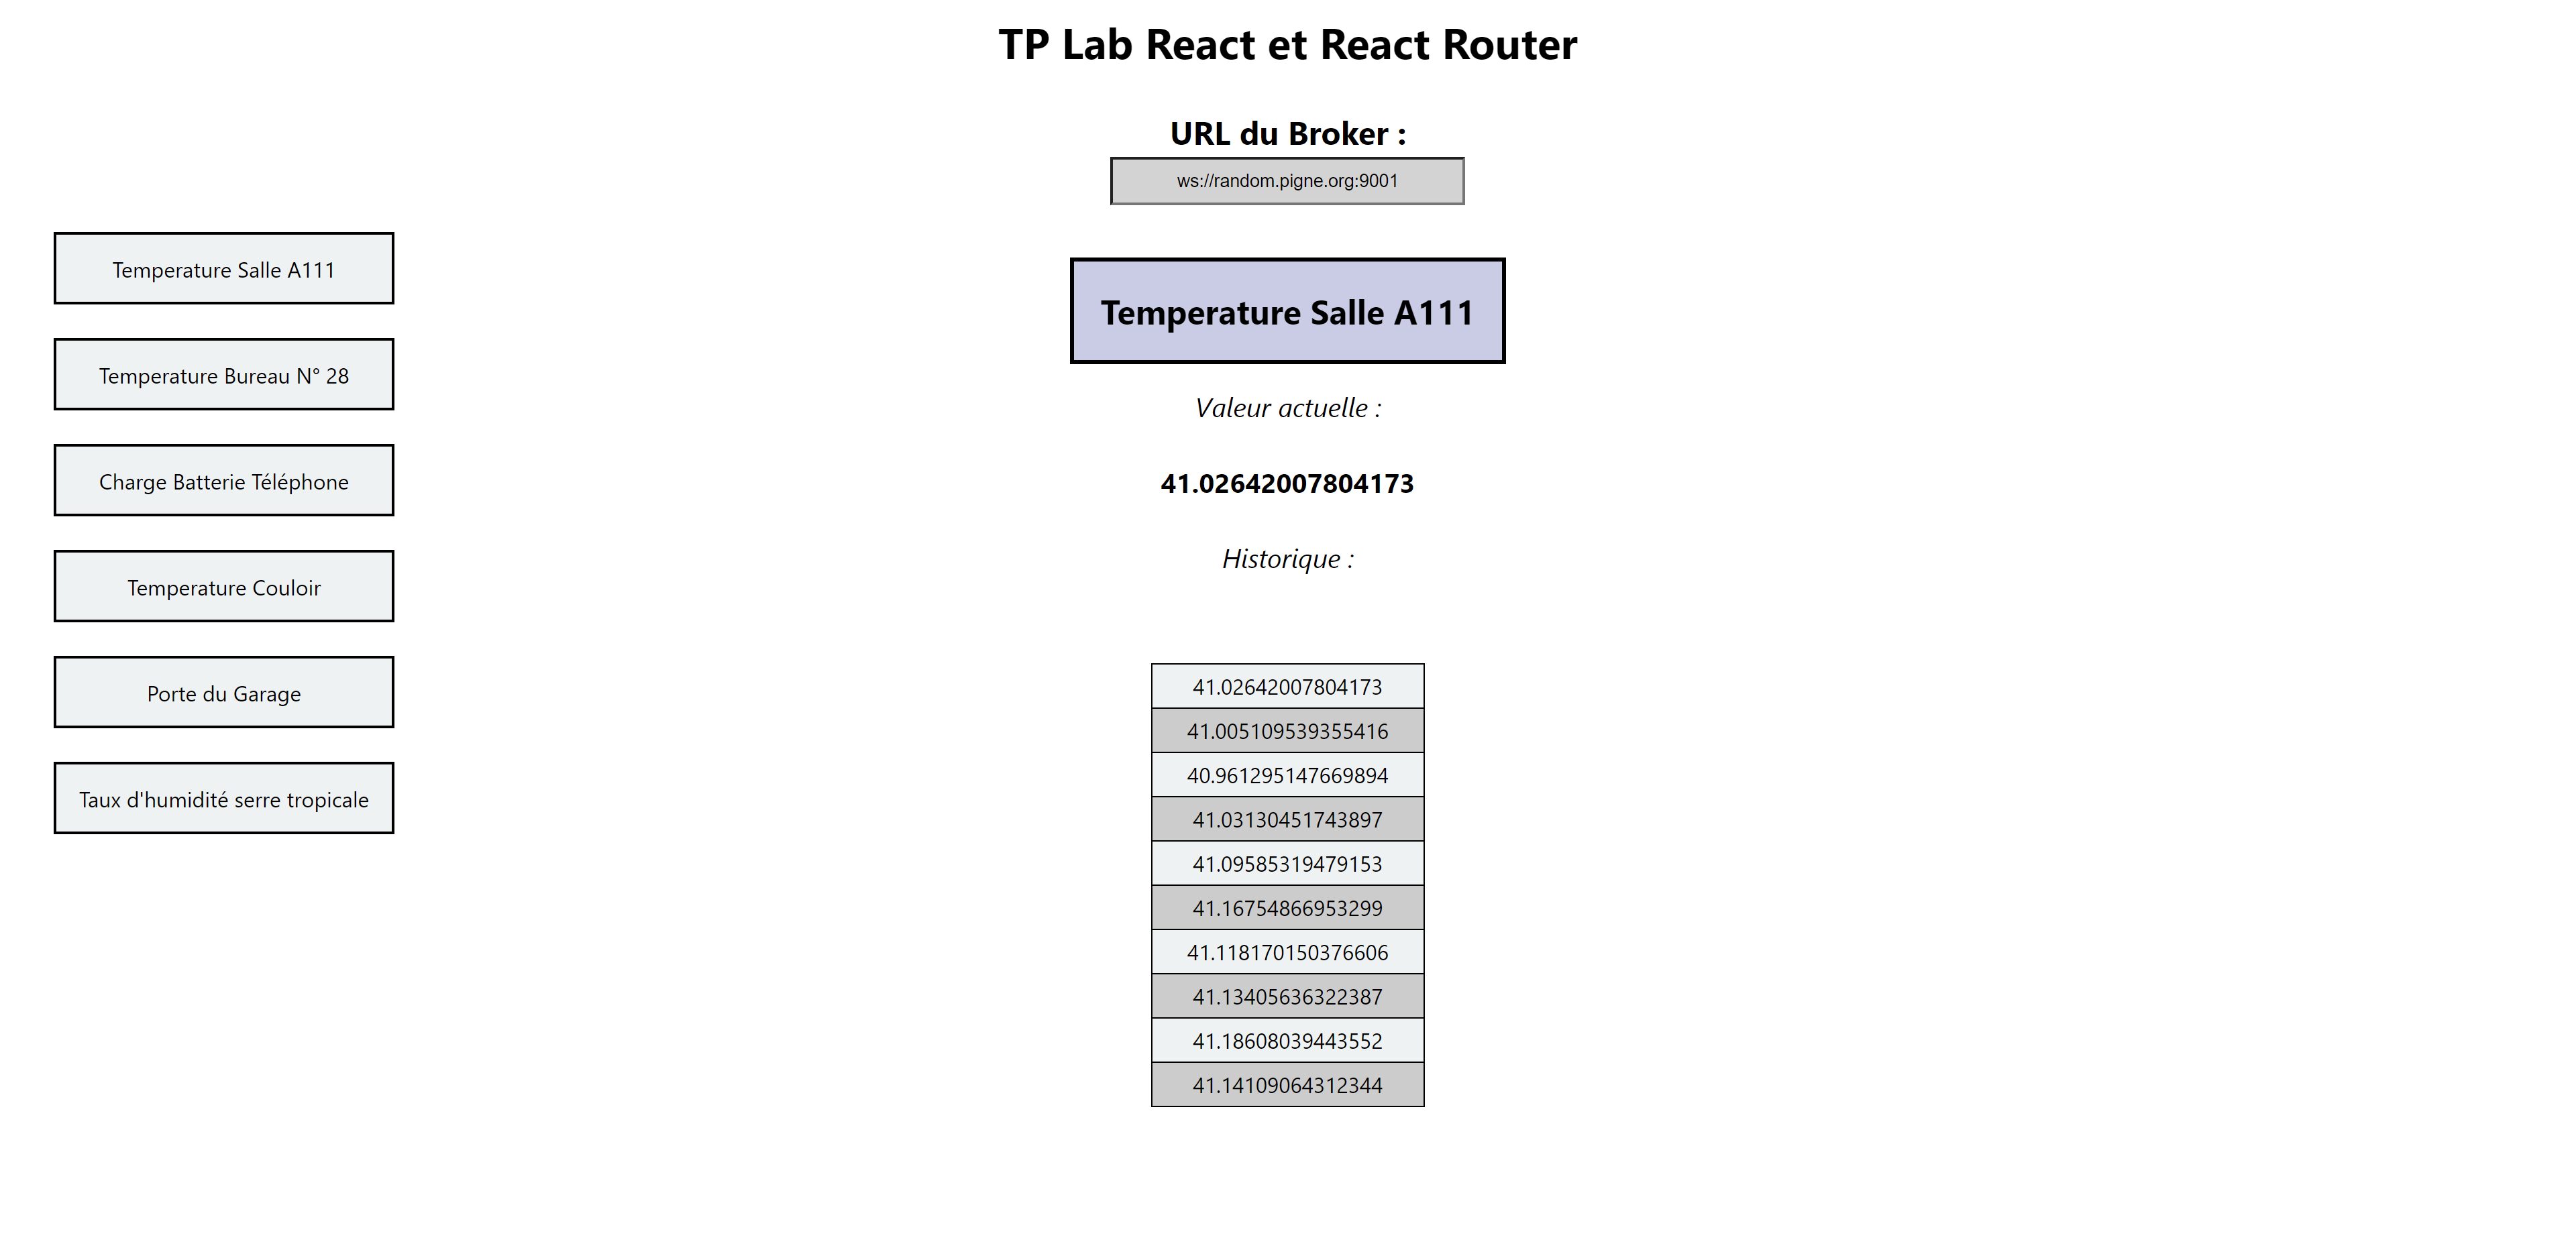 TP Lab React et React Router
URL du Broker :
ws://random.pigne.org:9001
Temperature Salle A111
Temperature Bureau N° 28
Charge Batterie Téléphone
Temperature Couloir
Porte du Garage
Taux d'humidité serre tropicale
Temperature Salle A111
Valeur actuelle :
41.02642007804173
Historique :
41.02642007804173
41.005109539355416
40.961295147669894
41.03130451743897
41.09585319479153
41.16754866953299
41.118170150376606
41.13405636322387
41.18608039443552
41.14109064312344